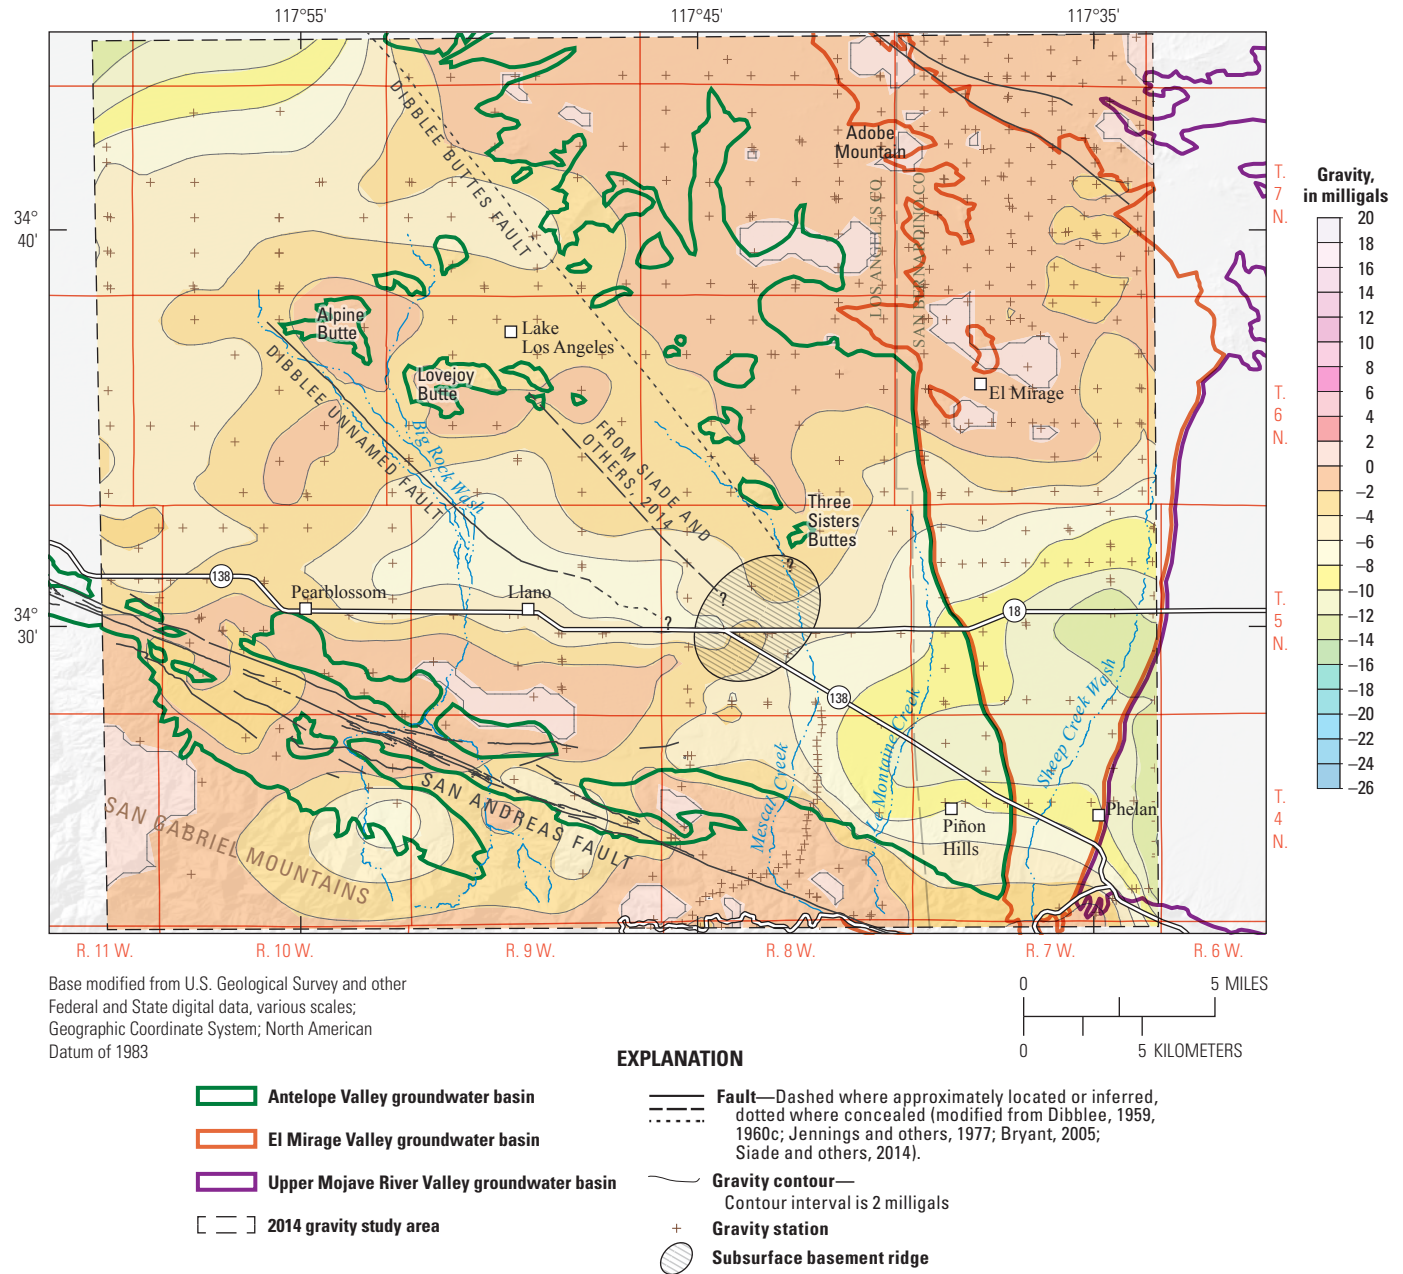 117°55'
117°45'
117°35'
34°
40'
34°
30'
DIBBLEE BUTTES FAULT
Adobe
Mountain
LOS ANGELES CO
SAN BERNARDINO CO
Alpine
Butte
Lake
Los Angeles
Lovejoy
Butte
DIBBLEE UNNAMED FAULT
Big Rock Wash
FROM SIADE AND
OTHERS, 2014
El Mirage
Three
Sisters
Buttes
?
?
?
138
Pearblossom
Llano
18
138
SAN ANDREAS FAULT
SAN GABRIEL MOUNTAINS
Mescal Creek
Le Montaine Creek
Sheep Creek Wash
Piñon
Hills
Phelan
T.
7
N.
T.
6
N.
T.
5
N.
T.
4
N.
R. 11 W.
R. 10 W.
R. 9 W.
R. 8 W.
R. 7 W.
R. 6 W.
Gravity,
in milligals
20
18
16
14
12
10
8
6
4
2
0
−2
−4
−6
−8
−10
−12
−14
−16
−18
−20
−22
−24
−26
Base modified from U.S. Geological Survey and other
Federal and State digital data, various scales;
Geographic Coordinate System; North American
Datum of 1983
0 5 MILES
0 5 KILOMETERS
EXPLANATION
Antelope Valley groundwater basin
El Mirage Valley groundwater basin
Upper Mojave River Valley groundwater basin
2014 gravity study area
Fault—Dashed where approximately located or inferred,
dotted where concealed (modified from Dibblee, 1959,
1960c; Jennings and others, 1977; Bryant, 2005;
Siade and others, 2014).
Gravity contour—
Contour interval is 2 milligals
Gravity station
Subsurface basement ridge